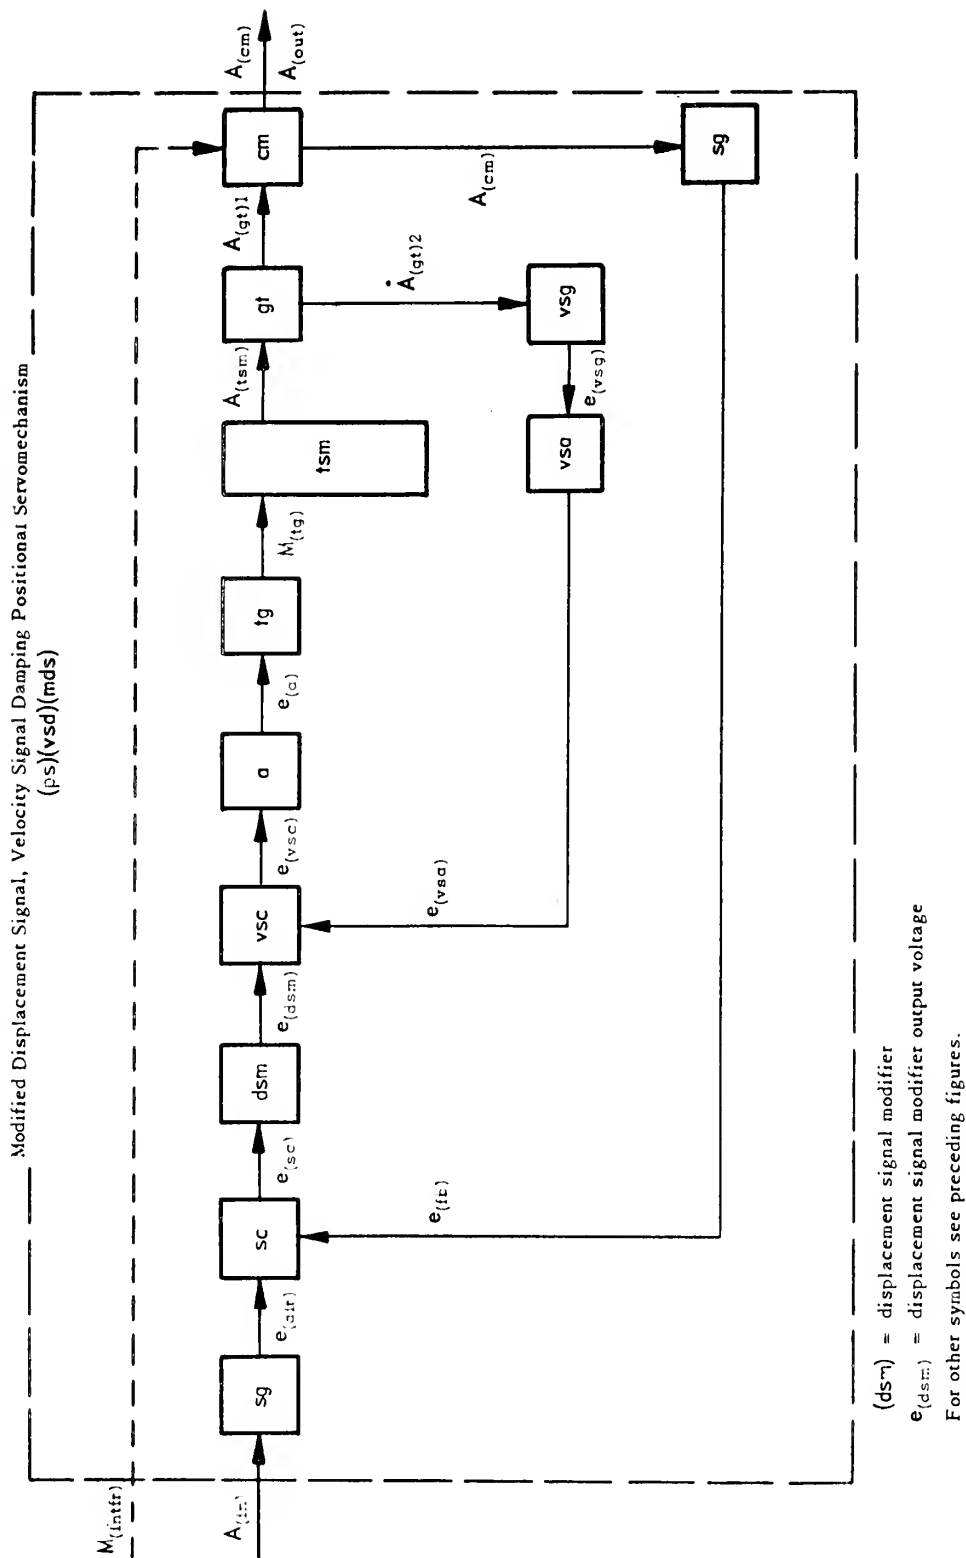 Modified Displacement Signal, Velocity Signal Damping Positional Servomechanism
(ps)(vsd)(mds)
M(intfr)
A(in)
sg
e(dir)
sc
e(sc)
dsm
e(dsm)
vsc
e(vsc)
a
e(a)
tg
M(tg)
tsm
A(tsm)
gt
A(gt)1
cm
A(cm)
A(out)
Ȧ(gt)2
vsg
e(vsg)
vsa
e(vsa)
A(cm)
sg
e(fb)
(dsm) = displacement signal modifier
e(dsm) = displacement signal modifier output voltage
For other symbols see preceding figures.